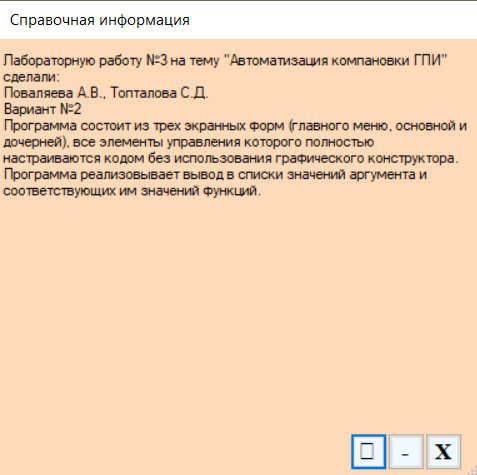 Справочная информация
Лабораторную работу №3 на тему "Автоматизация компановки ГПИ"
сделали:
Поваляева А.В., Топталова С.Д.
Вариант №2
Программа состоит из трех экранных форм (главного меню, основной и
дочерней), все элементы управления которого полностью
настраиваются кодом без использования графического конструктора.
Программа реализовывает вывод в списки значений аргумента и
соответствующих им значений функций.
- X